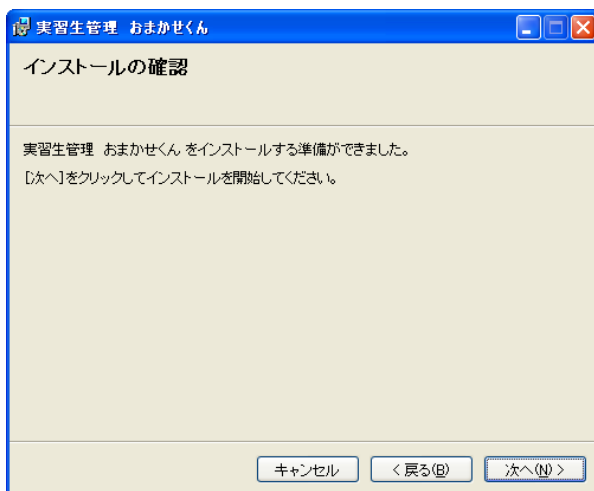 実習生管理　おまかせくん
インストールの確認
実習生管理　おまかせくん をインストールする準備ができました。
[次へ]をクリックしてインストールを開始してください。
キャンセル
< 戻る(B)
次へ(N) >